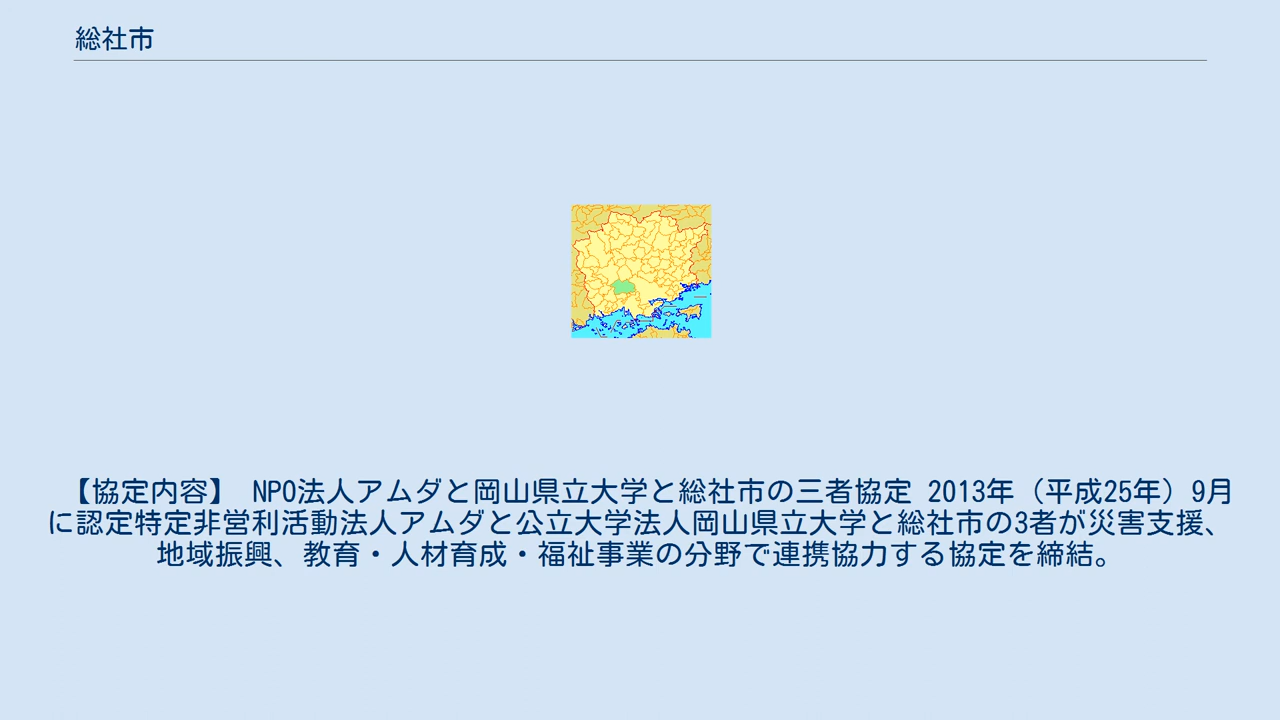 総社市
【協定内容】 NPO法人アムダと岡山県立大学と総社市の三者協定 2013年（平成25年）9月
に認定特定非営利活動法人アムダと公立大学法人岡山県立大学と総社市の3者が災害支援、
地域振興、教育・人材育成・福祉事業の分野で連携協力する協定を締結。